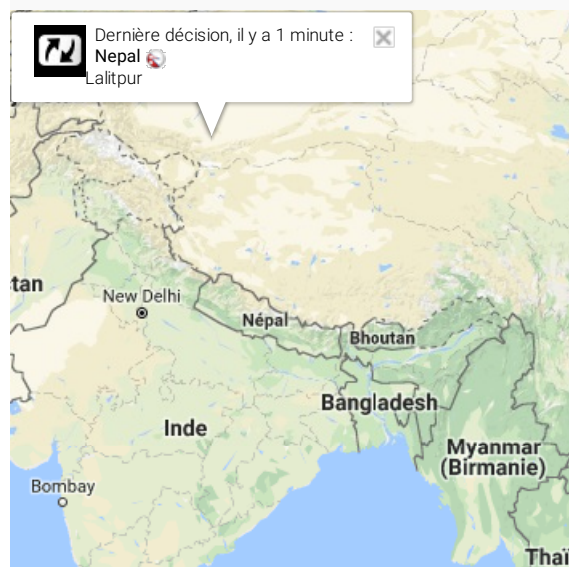 Dernière décision, il y a 1 minute :
Nepal
Lalitpur
tan
New Delhi
Népal
Bhoutan
Bangladesh
Inde
Myanmar
(Birmanie)
Bombay
Thaï